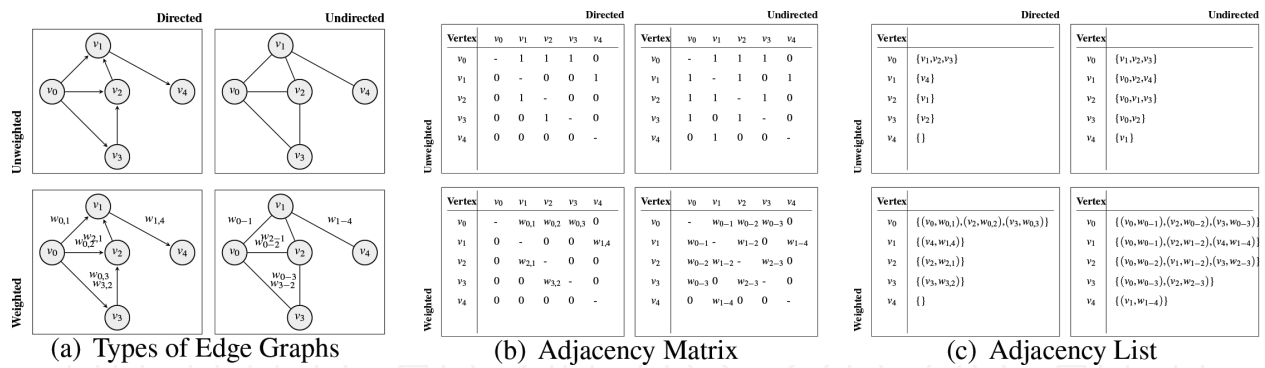 Directed Undirected
Unweighted
v1
v0 v2 v4
v3
v1
v0 v2 v4
v3
Weighted
v1
w0,1 w1,4
w2,1
w0,2
v0 v2 v4
w0,3
w3,2
v3
v1
w0−1 w1−4
w2−1
w0−2
v0 v2 v4
w0−3
w3−2
v3
(a) Types of Edge Graphs
Directed Undirected
Unweighted
Vertex v0 v1 v2 v3 v4
v0 - 1 1 1 0
v1 0 - 0 0 1
v2 0 1 - 0 0
v3 0 0 1 - 0
v4 0 0 0 0 -
Vertex v0 v1 v2 v3 v4
v0 - 1 1 1 0
v1 1 - 1 0 1
v2 1 1 - 1 0
v3 1 0 1 - 0
v4 0 1 0 0 -
Weighted
Vertex v0 v1 v2 v3 v4
v0 - w0,1 w0,2 w0,3 0
v1 0 - 0 0 w1,4
v2 0 w2,1 - 0 0
v3 0 0 w3,2 - 0
v4 0 0 0 0 -
Vertex v0 v1 v2 v3 v4
v0 - w0−1 w0−2 w0−3 0
v1 w0−1 - w1−2 0 w1−4
v2 w0−2 w1−2 - w2−3 0
v3 w0−3 0 w2−3 - 0
v4 0 w1−4 0 0 -
(b) Adjacency Matrix
Directed Undirected
Unweighted
Vertex
v0 {v1,v2,v3}
v1 {v4}
v2 {v1}
v3 {v2}
v4 {}
Vertex
v0 {v1,v2,v3}
v1 {v0,v2,v4}
v2 {v0,v1,v3}
v3 {v0,v2}
v4 {v1}
Weighted
Vertex
v0 {(v0,w0,1),(v2,w0,2),(v3,w0,3)}
v1 {(v4,w1,4)}
v2 {(v2,w2,1)}
v3 {(v3,w3,2)}
v4 {}
Vertex
v0 {(v0,w0−1),(v2,w0−2),(v3,w0−3)}
v1 {(v0,w0−1),(v2,w1−2),(v4,w1−4)}
v2 {(v0,w0−2),(v1,w1−2),(v3,w2−3)}
v3 {(v0,w0−3),(v2,w2−3)}
v4 {(v1,w1−4)}
(c) Adjacency List